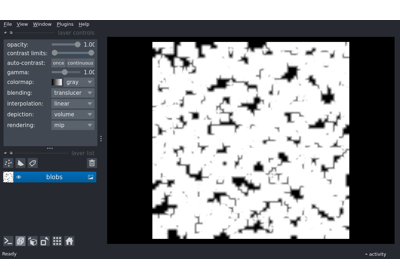 File View Window Plugins Help
layer controls
opacity: 1.00
contrast limits:
auto-contrast: once continuous
gamma: 1.00
colormap: gray
blending: translucer
interpolation: linear
depiction: volume
rendering: mip
layer list
blobs
Ready
activity